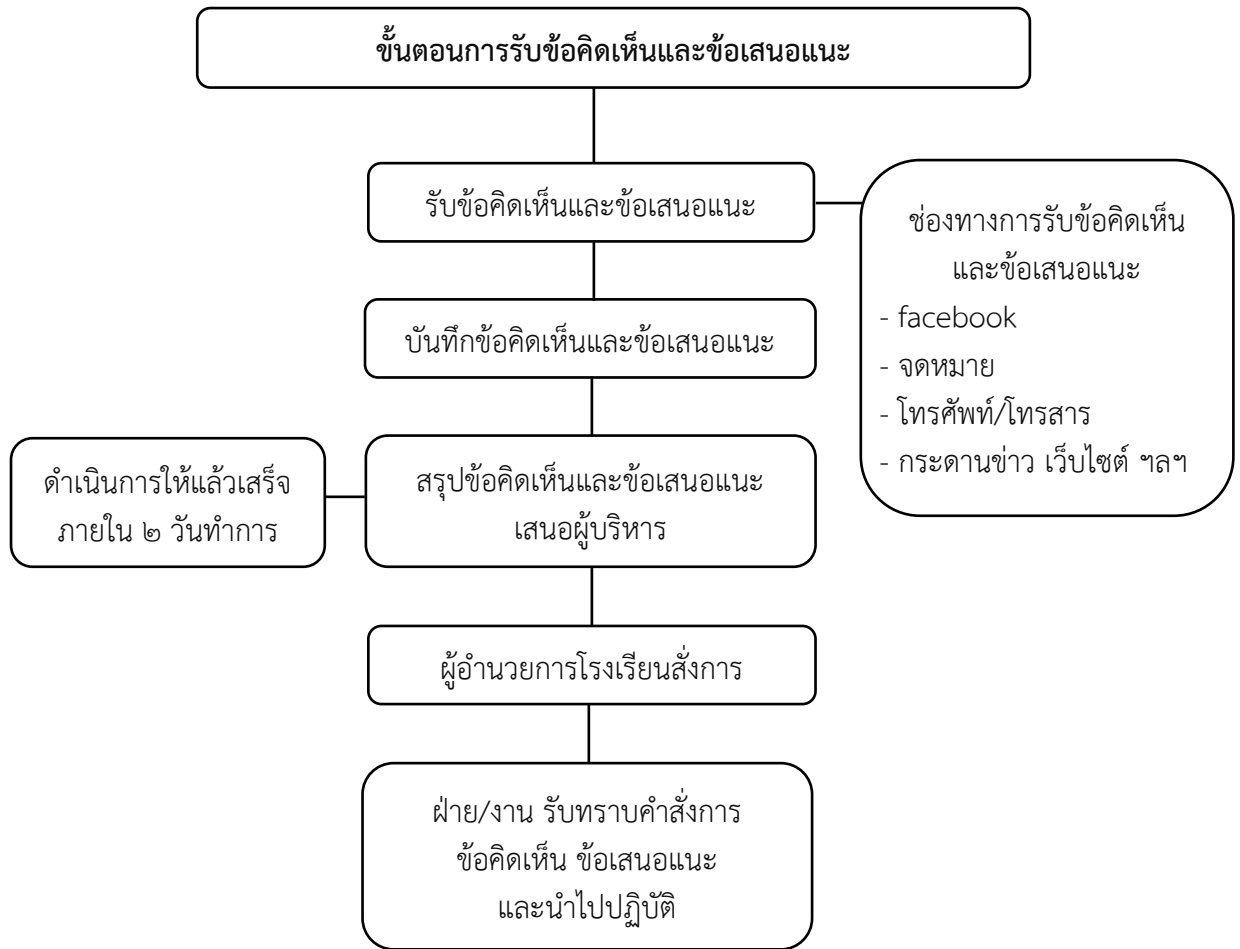 ขั้นตอนการรับข้อคิดเห็นและข้อเสนอแนะ
รับข้อคิดเห็นและข้อเสนอแนะ
ช่องทางการรับข้อคิดเห็น
และข้อเสนอแนะ
- facebook
- จดหมาย
- โทรศัพท์/โทรสาร
- กระดานข่าว เว็บไซต์ ฯลฯ
บันทึกข้อคิดเห็นและข้อเสนอแนะ
ดำเนินการให้แล้วเสร็จ
ภายใน ๒ วันทำการ
สรุปข้อคิดเห็นและข้อเสนอแนะ
เสนอผู้บริหาร
ผู้อำนวยการโรงเรียนสั่งการ
ฝ่าย/งาน รับทราบคำสั่งการ
ข้อคิดเห็น ข้อเสนอแนะ
และนำไปปฏิบัติ